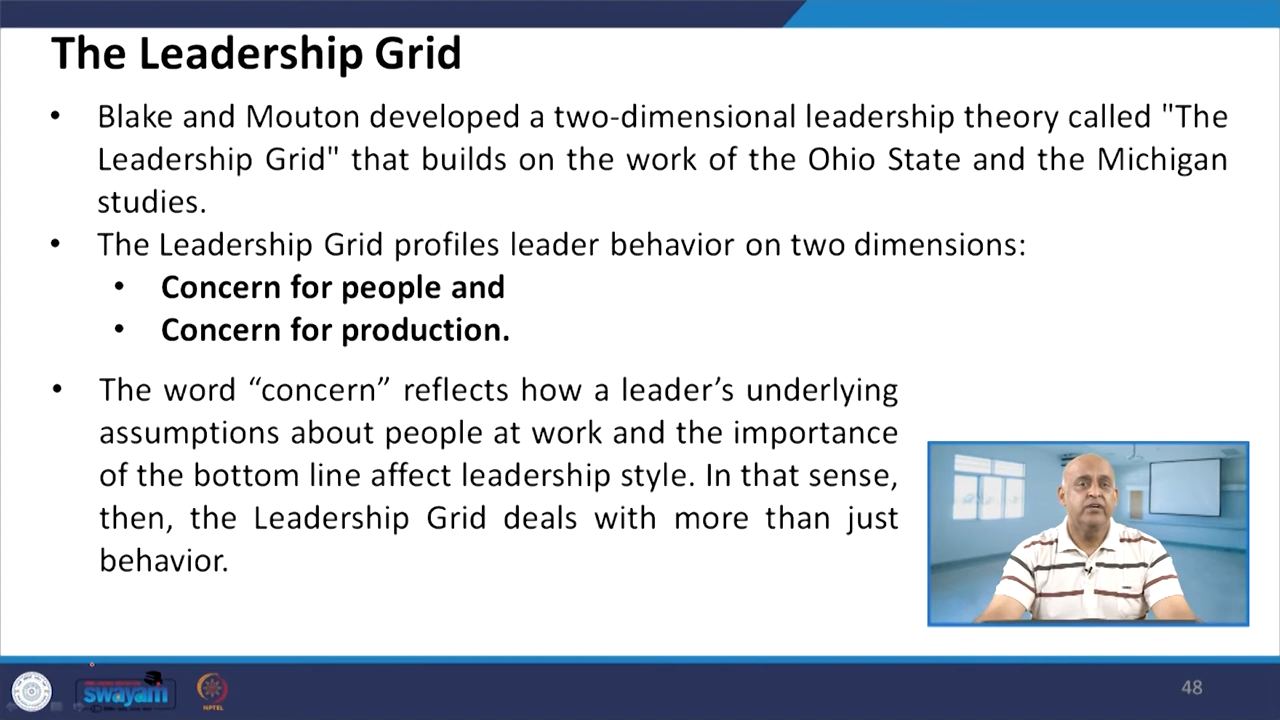 The Leadership Grid
• Blake and Mouton developed a two-dimensional leadership theory called "The
Leadership Grid" that builds on the work of the Ohio State and the Michigan
studies.
• The Leadership Grid profiles leader behavior on two dimensions:
• Concern for people and
• Concern for production.
• The word “concern” reflects how a leader’s underlying
assumptions about people at work and the importance
of the bottom line affect leadership style. In that sense,
then, the Leadership Grid deals with more than just
behavior.
swayam
NPTEL
48